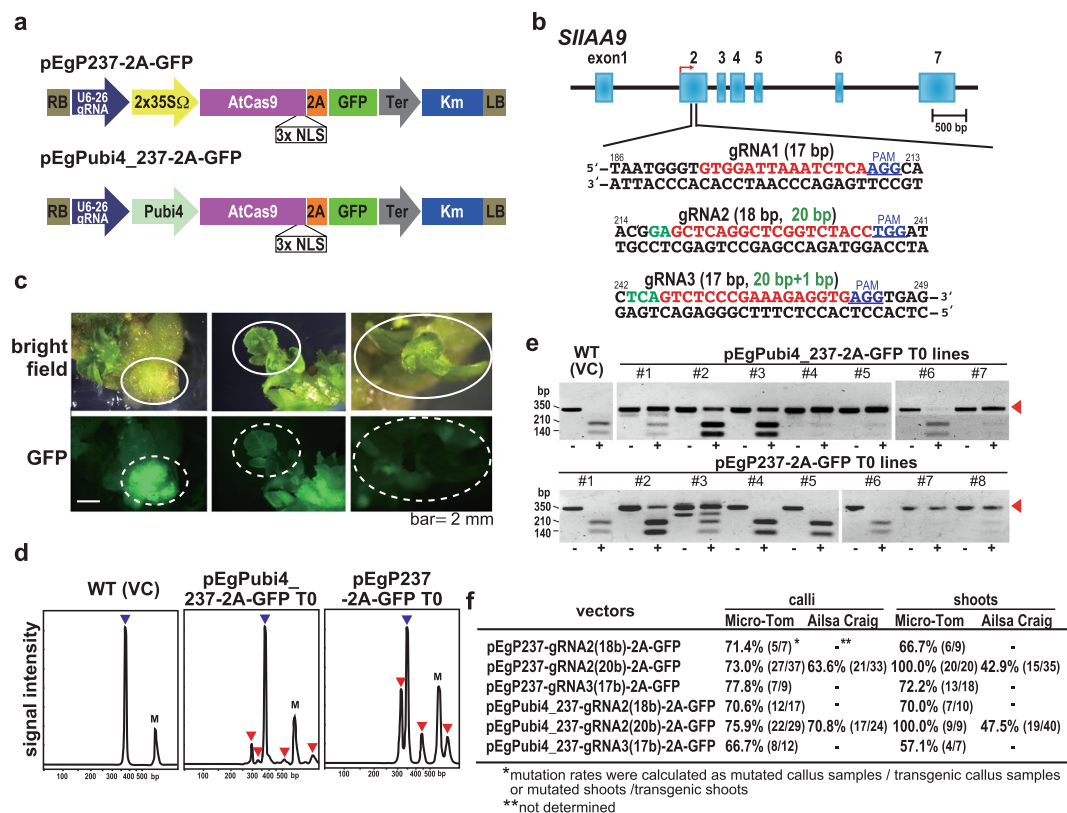 a
pEgP237-2A-GFP
RB U6-26 gRNA 2x35SΩ AtCas9 2A GFP Ter Km LB
3x NLS
pEgPubi4_237-2A-GFP
RB U6-26 gRNA Pubi4 AtCas9 2A GFP Ter Km LB
3x NLS
b
SlIAA9
exon1 2 3 4 5 6 7
500 bp
gRNA1 (17 bp) PAM
186 213
5‘-TAATGGGTGTGGATTAAATCTCAAGGCA
3‘-ATTACCCACACCTAACCCAGAGTTCCGT
gRNA2 (18 bp, 20 bp) PAM
214 241
ACGGAGCTCAGGCTCGGTCTACCTGGAT
TGCCTCGAGTCCGAGCCAGATGGACCTA
gRNA3 (17 bp, 20 bp+1 bp) PAM
242 249
CTCAGTCTCCCGAAAGAGGTGAGGTGAG–3‘
GAGTCAGAGGGCTTTCTCCACTCCACTC–5‘
c
bright field
GFP
bar= 2 mm
d
WT (VC)
pEgPubi4_
237-2A-GFP T0
pEgP237
-2A-GFP T0
signal intensity
M M M
100 200 300 400 500 bp
100 200 300 400 500 bp
100 200 300 400 500 bp
e
WT (VC)
pEgPubi4_237-2A-GFP T0 lines
#1 #2 #3 #4 #5 #6 #7
bp
350
210
140
- + - + - + - + - + - + - + - +
pEgP237-2A-GFP T0 lines
#1 #2 #3 #4 #5 #6 #7 #8
bp
350
210
140
- + - + - + - + - + - + - + - +
f
vectors calli shoots
Micro-Tom Ailsa Craig Micro-Tom Ailsa Craig
pEgP237-gRNA2(18b)-2A-GFP 71.4% (5/7)* -** 66.7% (6/9) -
pEgP237-gRNA2(20b)-2A-GFP 73.0% (27/37) 63.6% (21/33) 100.0% (20/20) 42.9% (15/35)
pEgP237-gRNA3(17b)-2A-GFP 77.8% (7/9) - 72.2% (13/18) -
pEgPubi4_237-gRNA2(18b)-2A-GFP 70.6% (12/17) - 70.0% (7/10) -
pEgPubi4_237-gRNA2(20b)-2A-GFP 75.9% (22/29) 70.8% (17/24) 100.0% (9/9) 47.5% (19/40)
pEgPubi4_237-gRNA3(17b)-2A-GFP 66.7% (8/12) - 57.1% (4/7) -
*mutation rates were calculated as mutated callus samples / transgenic callus samples
or mutated shoots /transgenic shoots
**not determined